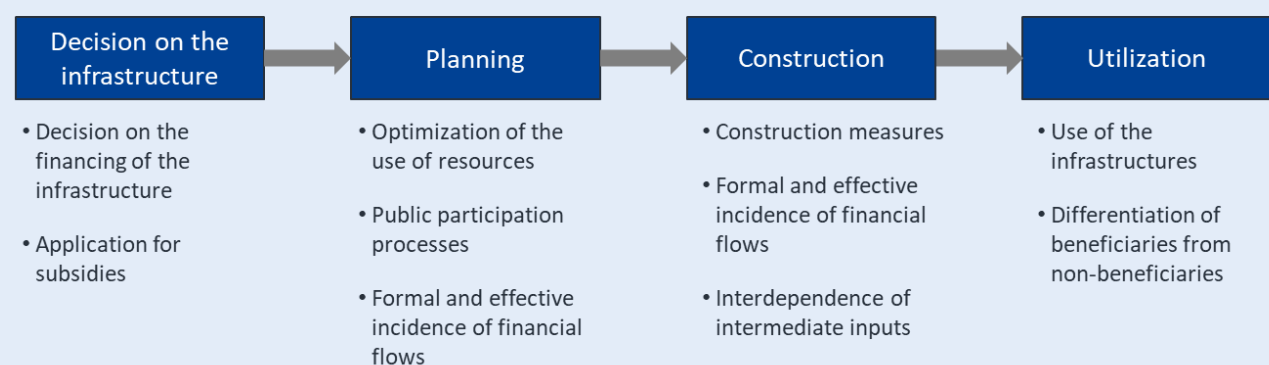 Decision on the
infrastructure
• Decision on the
financing of the
infrastructure
• Application for
subsidies
Planning
• Optimization of the
use of resources
• Public participation
processes
• Formal and effective
incidence of financial
flows
Construction
• Construction measures
• Formal and effective
incidence of financial
flows
• Interdependence of
intermediate inputs
Utilization
• Use of the
infrastructures
• Differentiation of
beneficiaries from
non-beneficiaries